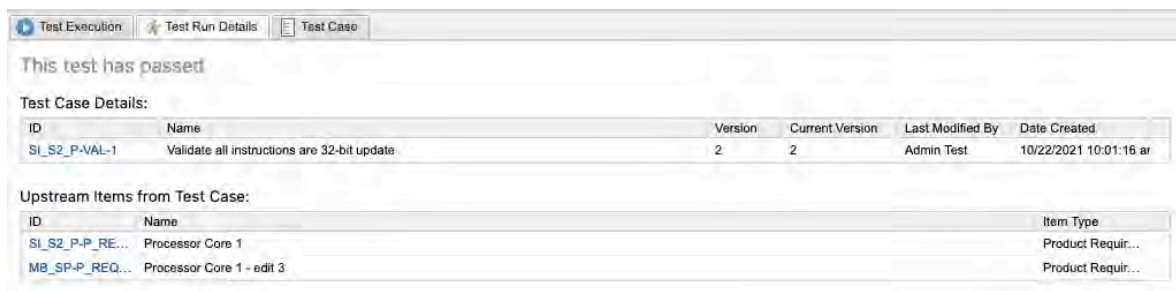 Test Execution Test Run Details Test Case
This test has passed
Test Case Details:
ID Name Version Current Version Last Modified By Date Created
SI_S2_P-VAL-1 Validate all instructions are 32-bit update 2 2 Admin Test 10/22/2021 10:01:16 ar
Upstream Items from Test Case:
ID Name Item Type
SI_S2_P-P_RE... Processor Core 1 Product Requir...
MB_SP-P_REQ... Processor Core 1 - edit 3 Product Requir...